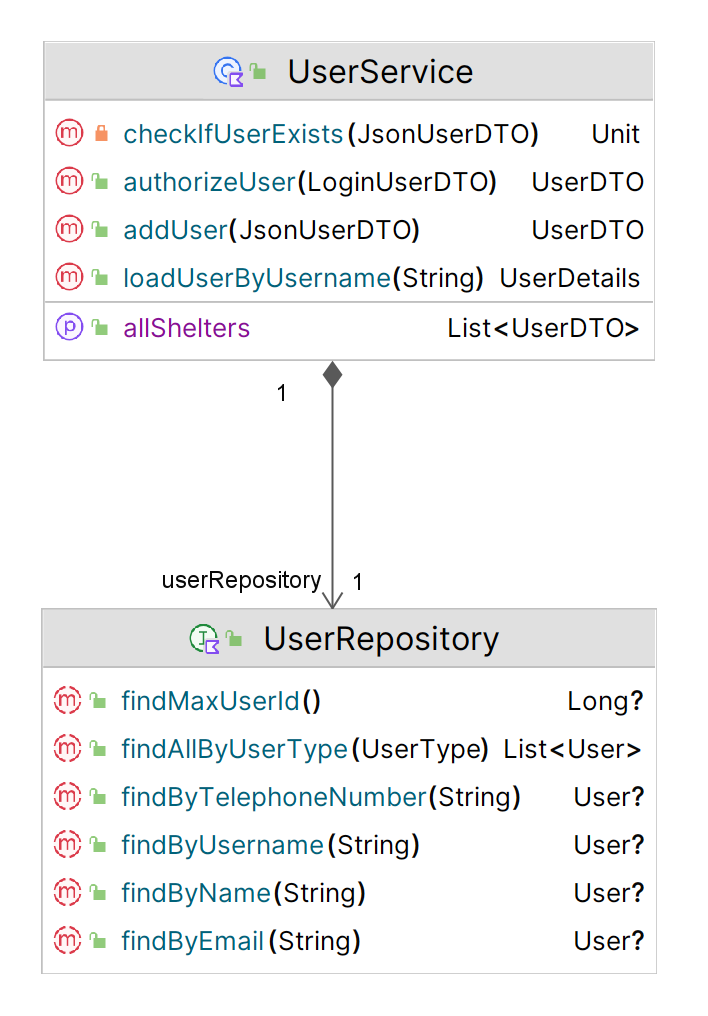 UserService
checkIfUserExists(JsonUserDTO) Unit
authorizeUser(LoginUserDTO) UserDTO
addUser(JsonUserDTO) UserDTO
loadUserByUsername(String) UserDetails
allShelters List<UserDTO>
1
userRepository 1
UserRepository
findMaxUserId() Long?
findAllByUserType(UserType) List<User>
findByTelephoneNumber(String) User?
findByUsername(String) User?
findByName(String) User?
findByEmail(String) User?